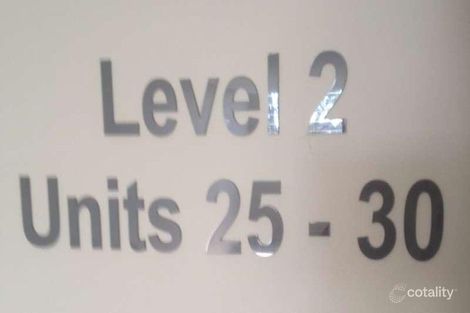 Level 2
Units 25 - 30
cotality